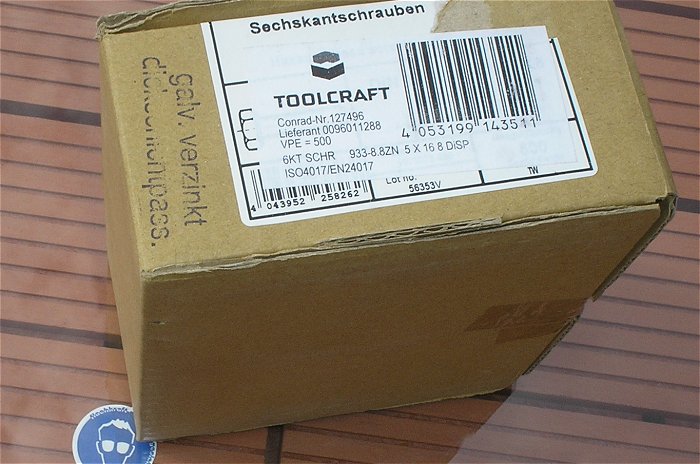 Sechskantschrauben
TOOLCRAFT
Conrad-Nr.127496
Lieferant 0096011288
VPE = 500
6KT SCHR 933-8.8ZN 5 X 16 8 DiSP
ISO4017/EN24017
4 053199 143511
4 043952 258262
Lot no.
56353V
TW
galv. verzinkt
dickschichtpass.